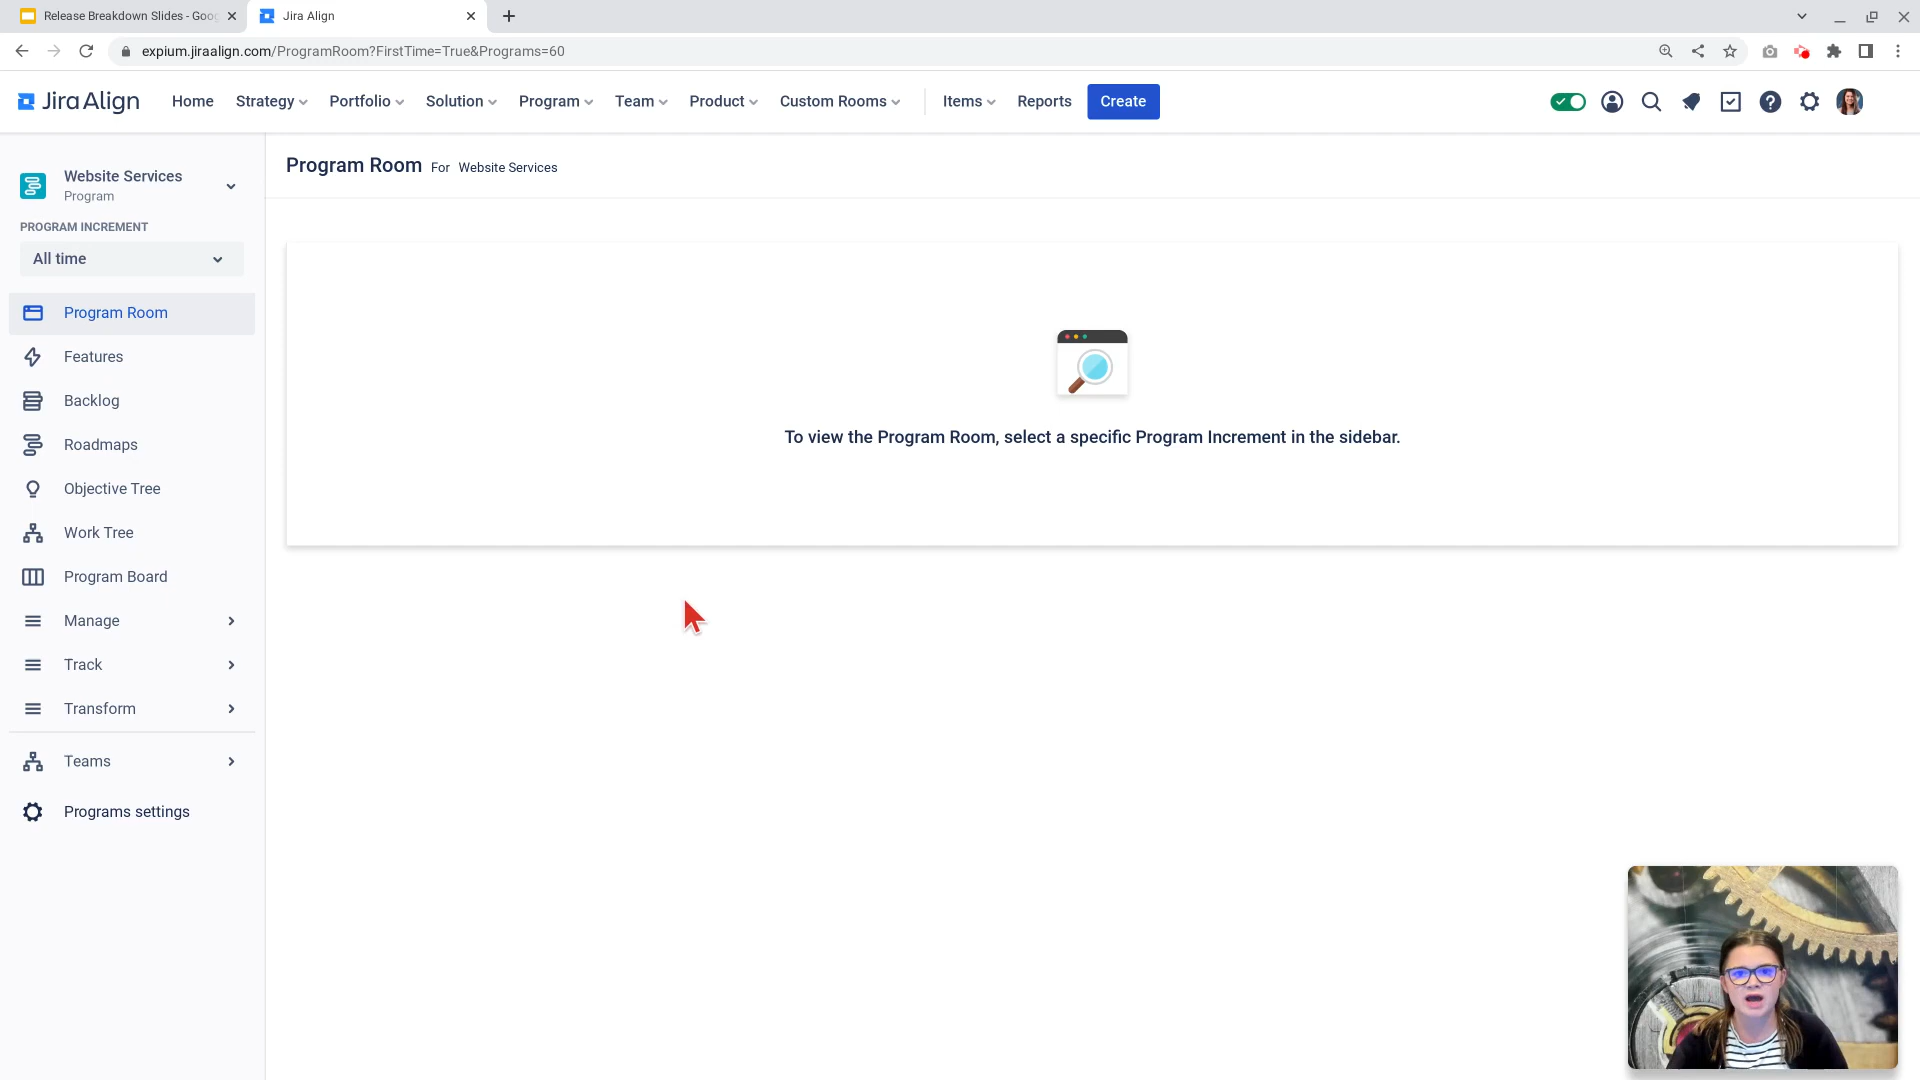 Release Breakdown Slides - Goo
Jira Align
expium.jiraalign.com/ProgramRoom?FirstTime=True&Programs=60
Jira Align
Home
Strategy
Portfolio
Solution
Program
Team
Product
Custom Rooms
Items
Reports
Create
Website Services
Program
PROGRAM INCREMENT
All time
Program Room
Features
Backlog
Roadmaps
Objective Tree
Work Tree
Program Board
Manage
Track
Transform
Teams
Programs settings
Program Room For Website Services
To view the Program Room, select a specific Program Increment in the sidebar.